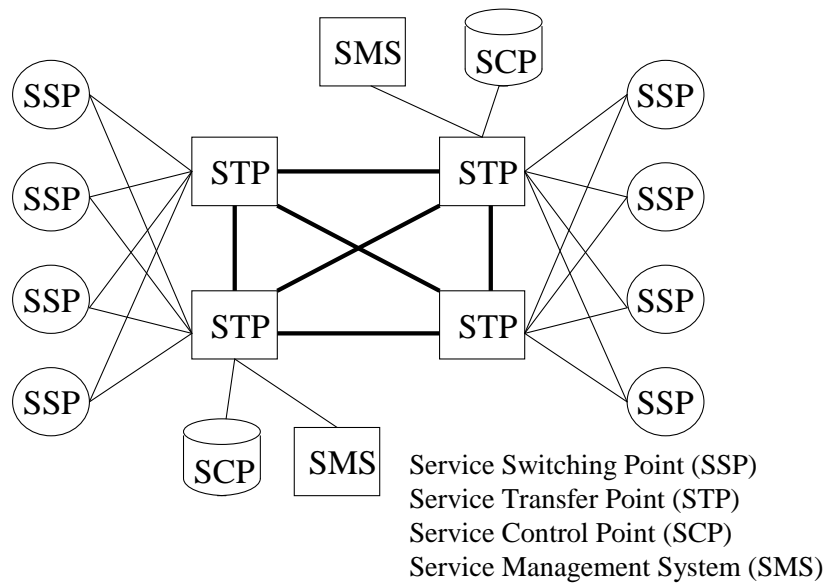 SMS
SCP
SSP
SSP
STP
STP
SSP
SSP
SSP
SSP
STP
STP
SSP
SSP
SCP
SMS
Service Switching Point (SSP)
Service Transfer Point (STP)
Service Control Point (SCP)
Service Management System (SMS)